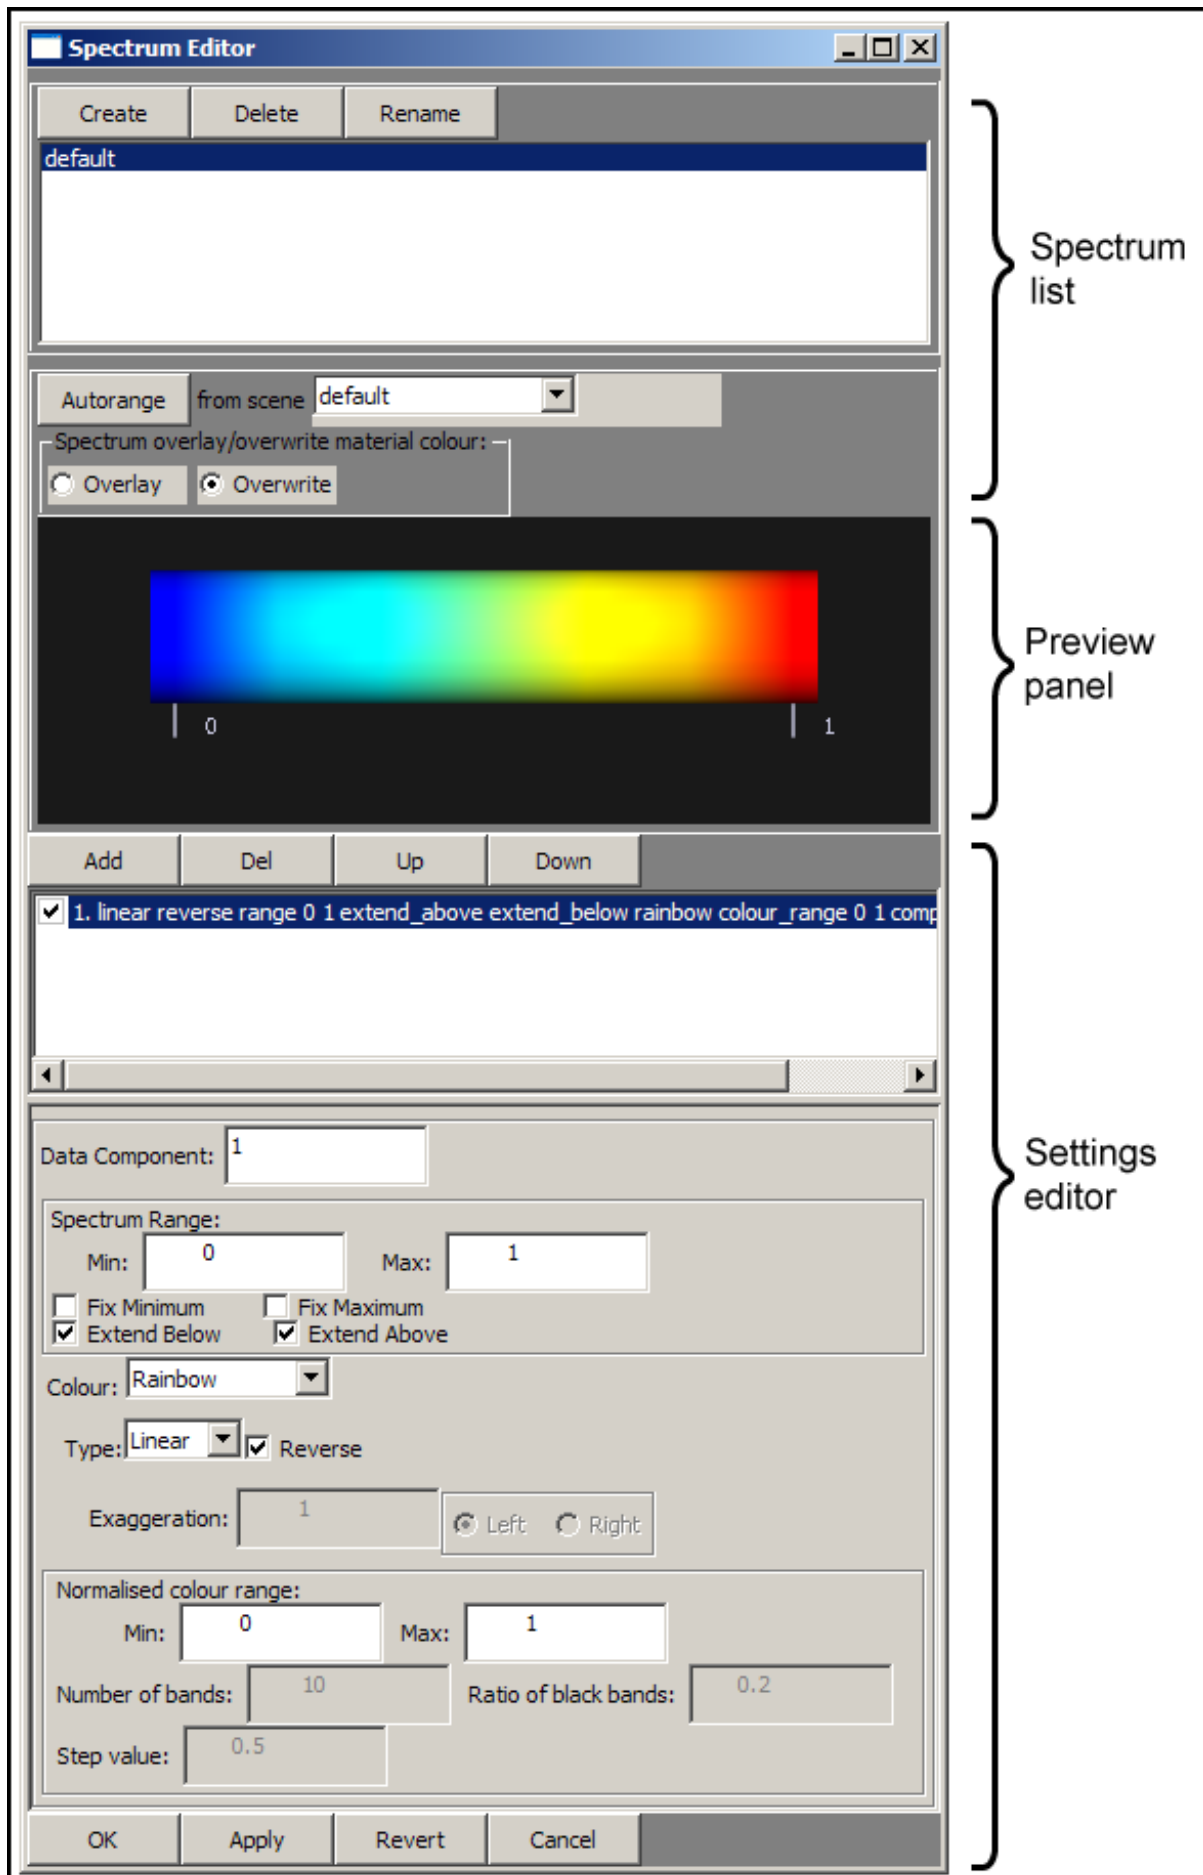 Spectrum Editor
Create Delete Rename
default
Spectrum
list
Autorange from scene default
Spectrum overlay/overwrite material colour:
Overlay Overwrite
Preview
panel
0 1
Add Del Up Down
1. linear reverse range 0 1 extend_above extend_below rainbow colour_range 0 1 comp
Data Component: 1
Settings
editor
Spectrum Range:
Min: 0 Max: 1
Fix Minimum Fix Maximum
Extend Below Extend Above
Colour: Rainbow
Type: Linear Reverse
Exaggeration: 1 Left Right
Normalised colour range:
Min: 0 Max: 1
Number of bands: 10 Ratio of black bands: 0.2
Step value: 0.5
OK Apply Revert Cancel